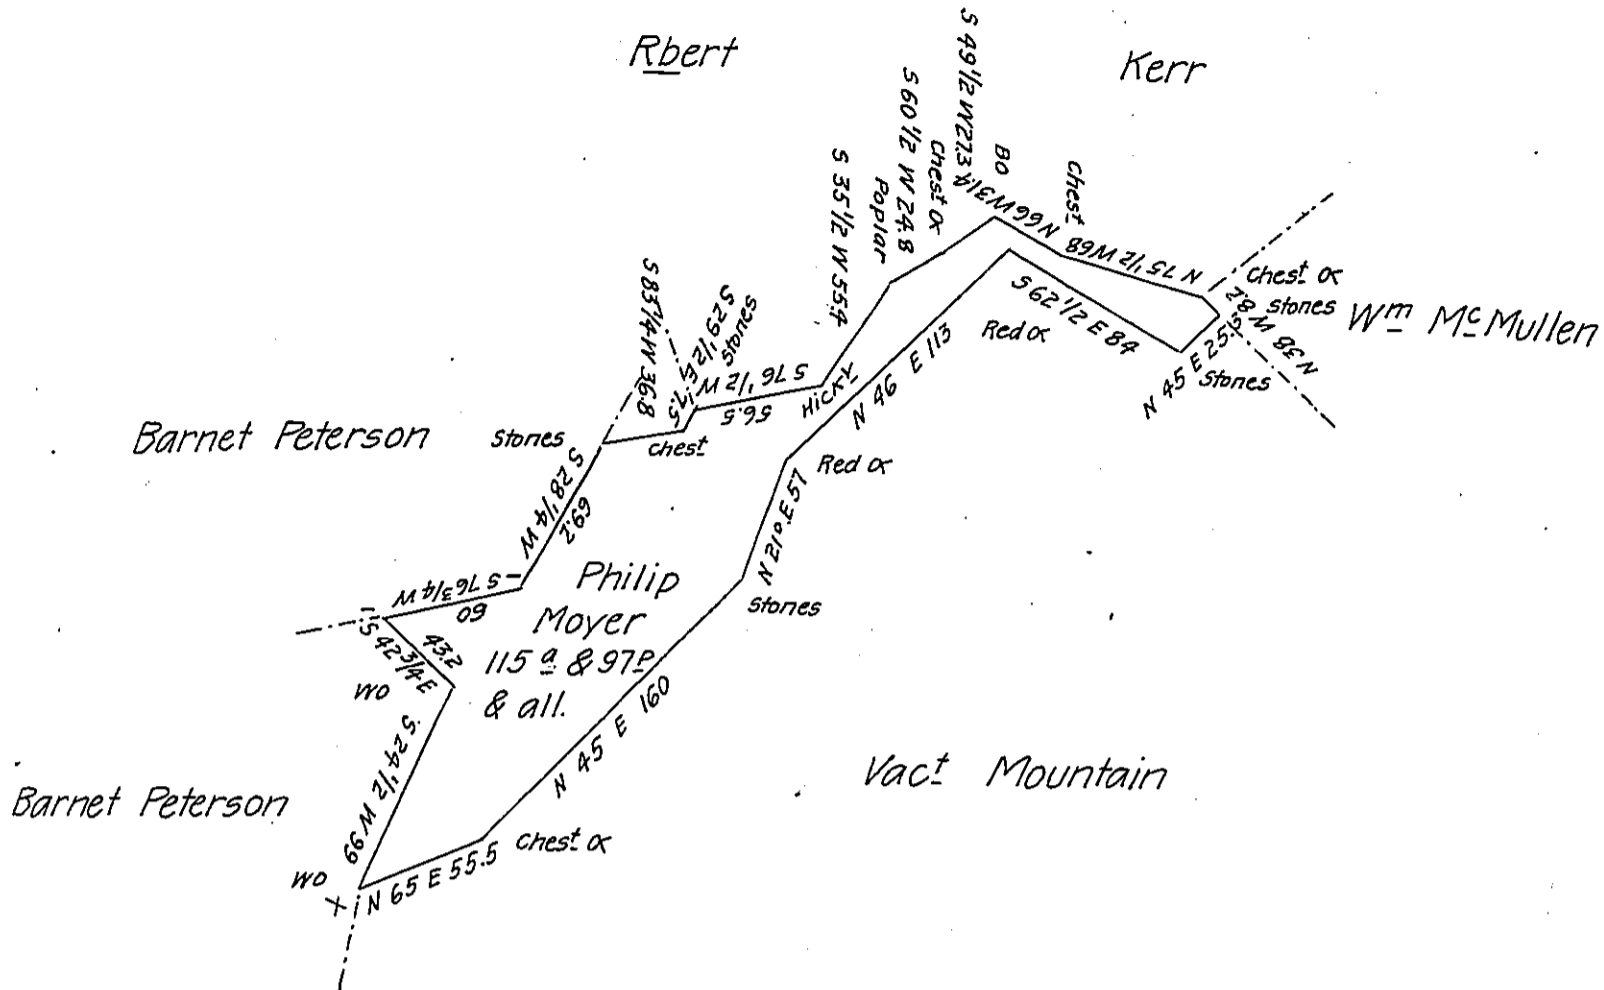 Rbert
Kerr
S 49 1/2 W 27.3
S 60 1/2 W 24.8
Chest O
Poplar
S 35 1/2 W 55.4
BO
N 66 W 31.4
Chest
N 75 1/2 W 68
Chest O
Stones
N 38 W 8.2
Wm McMullen
S 62 1/2 E 84
N 45 E 25.3
Stones
Red O
N 46 E 113
Hick-Y
S 76 1/2 W
56.5
S 29 1/2 E 17.5
Stones
S 83 1/4 W 36.8
Chest
Stones
Barnet Peterson
S 28 1/4 W
69.2
Red O
N 21° E 57
Stones
S 76 3/4 W
60
Philip
Moyer
115 a & 97 P
& all.
S 42 3/4 E
43.2
WO
N 45 E 160
Vact Mountain
S 24 1/2 W 99
Barnet Peterson
WO
X
N 65 E 55.5
Chest O